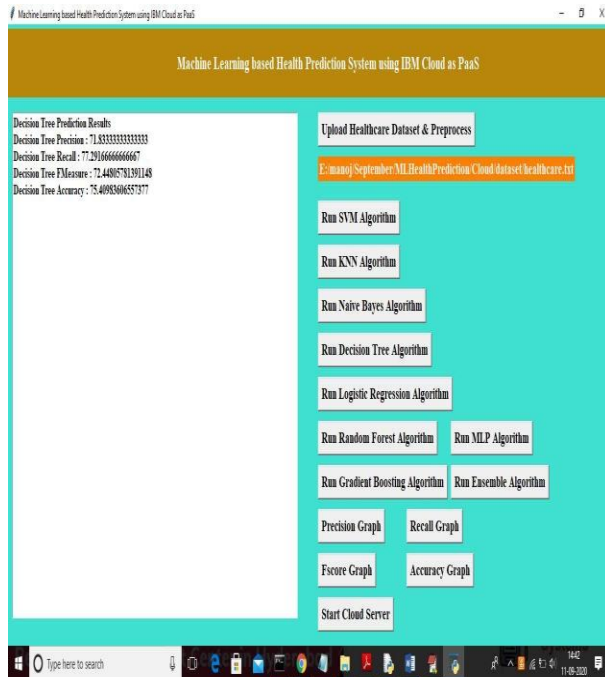 Machine Learning based Health Prediction System using IBM Cloud as PaaS
Machine Learning based Health Prediction System using IBM Cloud as PaaS
Decision Tree Prediction Results
Decision Tree Precision : 71.83333333333333
Decision Tree Recall : 77.29166666666667
Decision Tree FMeasure : 72.44805781391148
Decision Tree Accuracy : 75.40983606557377
Upload Healthcare Dataset & Preprocess
E:/manoj/September/MLHealthPrediction/Cloud/dataset/healthcare.txt
Run SVM Algorithm
Run KNN Algorithm
Run Naive Bayes Algorithm
Run Decision Tree Algorithm
Run Logistic Regression Algorithm
Run Random Forest Algorithm Run MLP Algorithm
Run Gradient Boosting Algorithm Run Ensemble Algorithm
Precision Graph Recall Graph
Fscore Graph Accuracy Graph
Start Cloud Server
Type here to search
14:42
11-09-2020